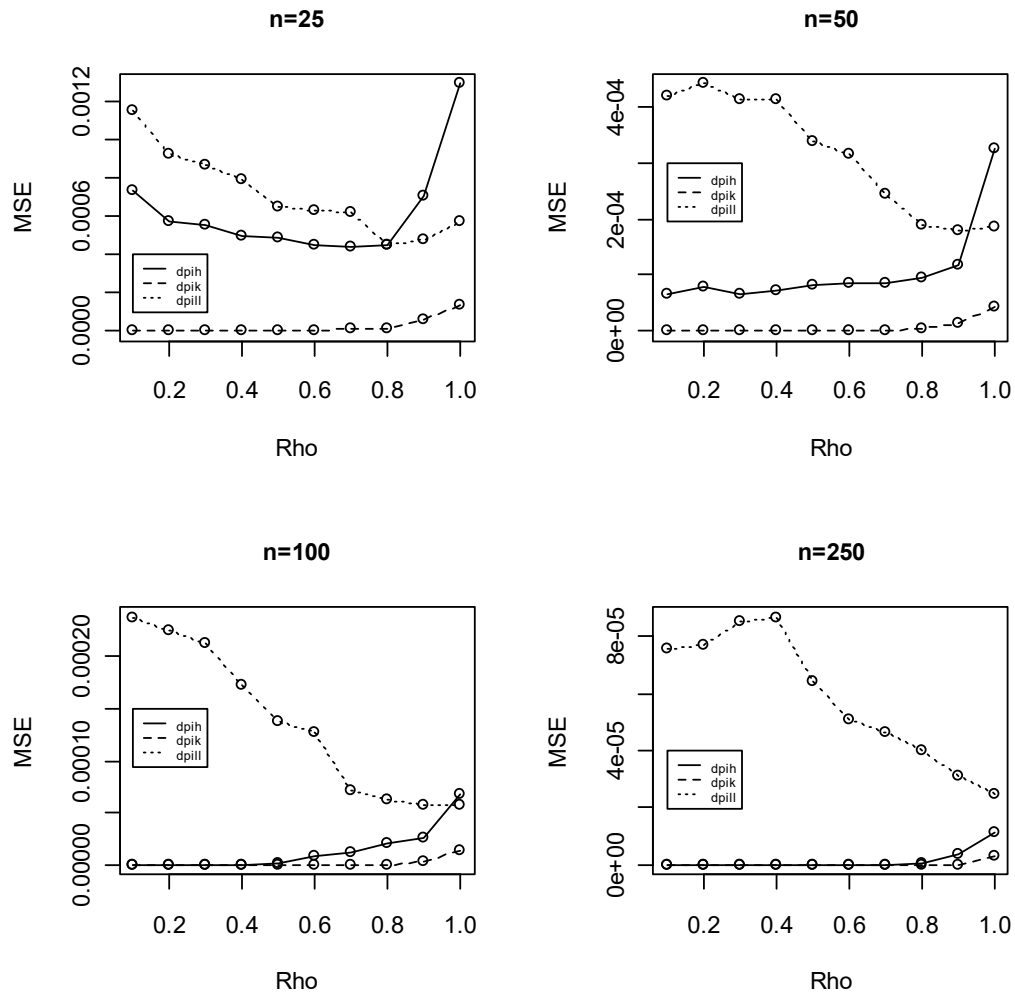 n=25
MSE
0.0000
0.0006
0.0012
dpih
dpik
dpill
0.2
0.4
0.6
0.8
1.0
Rho
n=50
MSE
0e+00
2e-04
4e-04
dpih
dpik
dpill
0.2
0.4
0.6
0.8
1.0
Rho
n=100
MSE
0.00000
0.00010
0.00020
dpih
dpik
dpill
0.2
0.4
0.6
0.8
1.0
Rho
n=250
MSE
0e+00
4e-05
8e-05
dpih
dpik
dpill
0.2
0.4
0.6
0.8
1.0
Rho